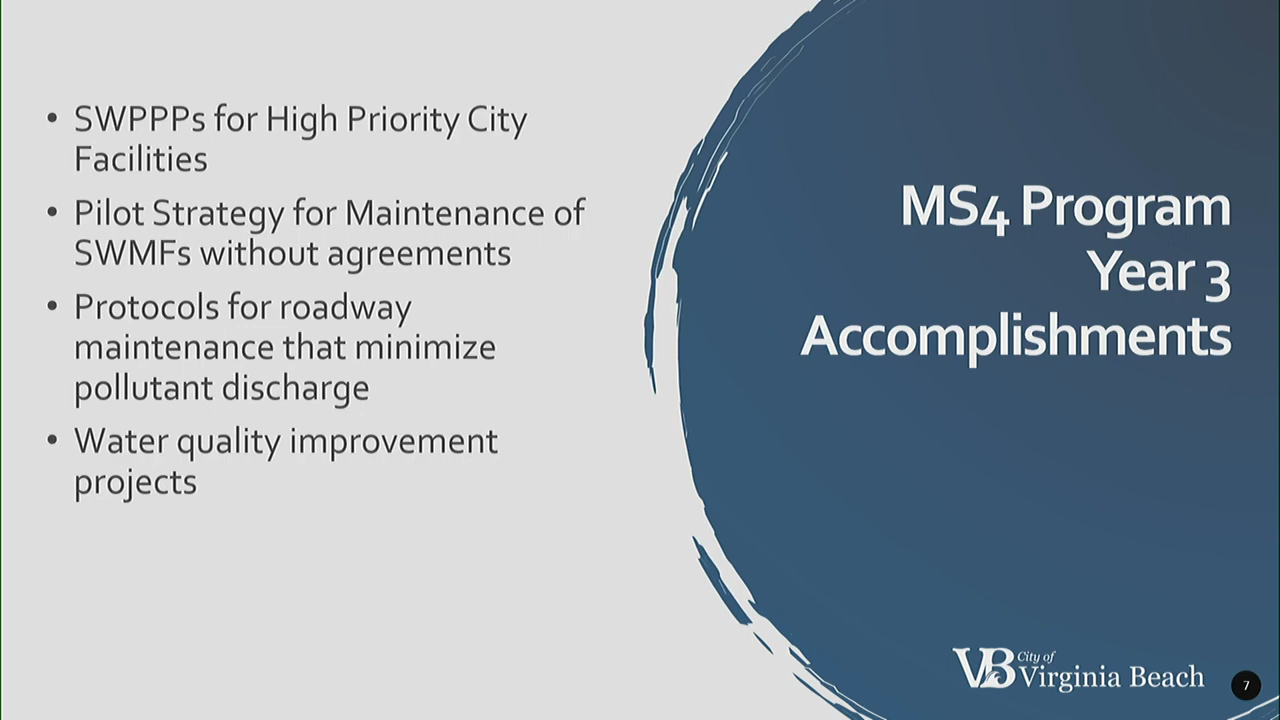 • SWPPPs for High Priority City
Facilities
• Pilot Strategy for Maintenance of
SWMFs without agreements
• Protocols for roadway
maintenance that minimize
pollutant discharge
• Water quality improvement
projects
MS4 Program
Year 3
Accomplishments
VB City of
Virginia Beach
7